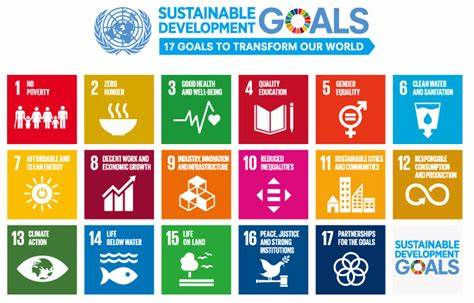 SUSTAINABLE
DEVELOPMENT
GOALS
17 GOALS TO TRANSFORM OUR WORLD
1 NO
POVERTY
2 ZERO
HUNGER
3 GOOD HEALTH
AND WELL-BEING
4 QUALITY
EDUCATION
5 GENDER
EQUALITY
6 CLEAN WATER
AND SANITATION
7 AFFORDABLE AND
CLEAN ENERGY
8 DECENT WORK AND
ECONOMIC GROWTH
9 INDUSTRY, INNOVATION
AND INFRASTRUCTURE
10 REDUCED
INEQUALITIES
11 SUSTAINABLE CITIES
AND COMMUNITIES
12 RESPONSIBLE
CONSUMPTION
AND PRODUCTION
13 CLIMATE
ACTION
14 LIFE
BELOW WATER
15 LIFE
ON LAND
16 PEACE, JUSTICE
AND STRONG
INSTITUTIONS
17 PARTNERSHIPS
FOR THE GOALS
SUSTAINABLE
DEVELOPMENT
GOALS